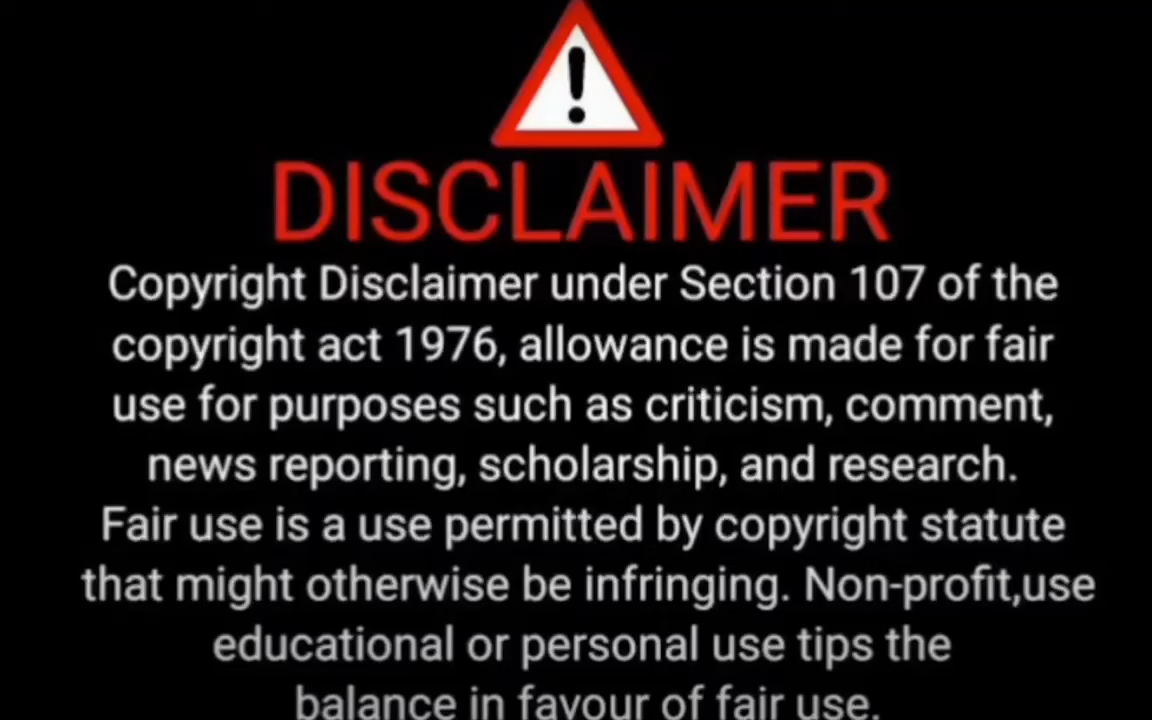 DISCLAIMER
Copyright Disclaimer under Section 107 of the
copyright act 1976, allowance is made for fair
use for purposes such as criticism, comment,
news reporting, scholarship, and research.
Fair use is a use permitted by copyright statute
that might otherwise be infringing. Non-profit,use
educational or personal use tips the
balance in favour of fair use.